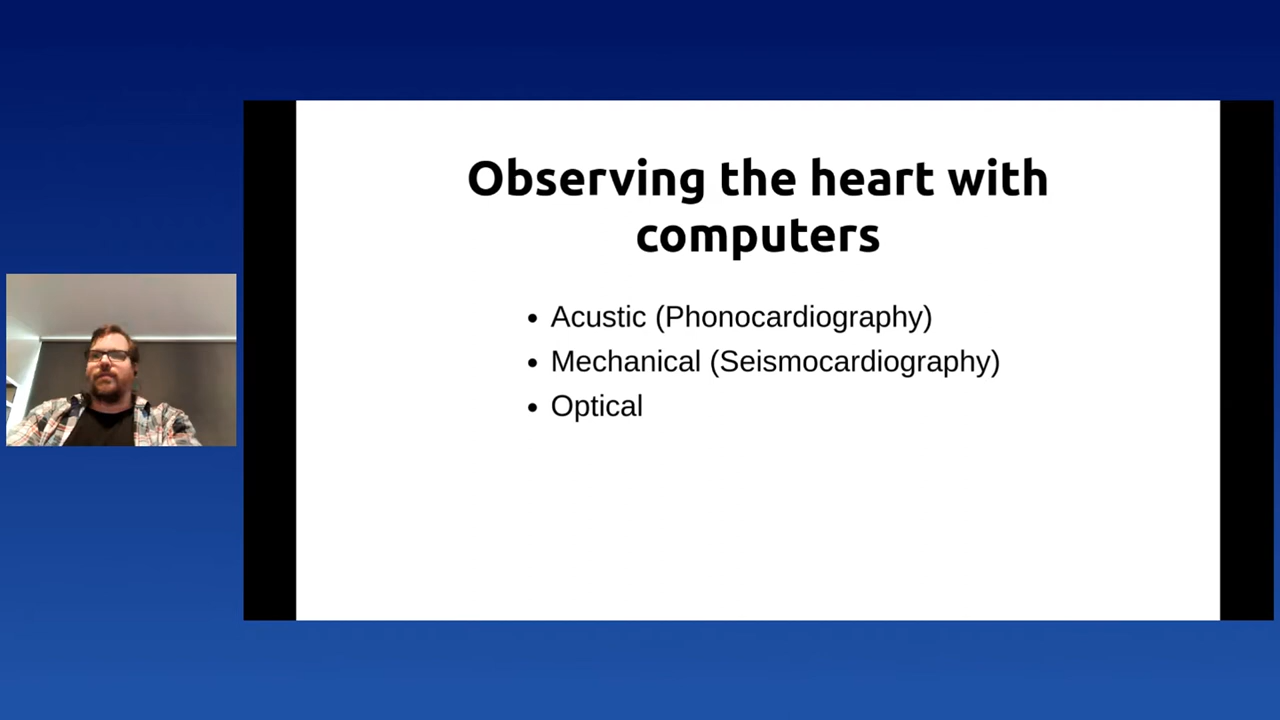 Observing the heart with
computers
• Acustic (Phonocardiography)
• Mechanical (Seismocardiography)
• Optical